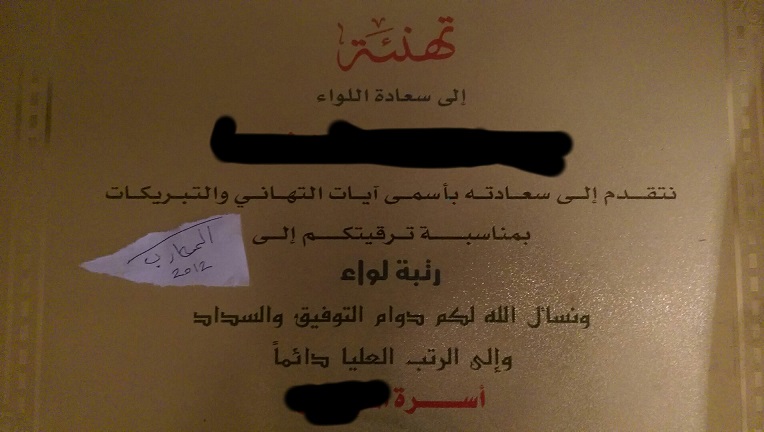 تهنئة
إلى سعادة اللواء
نتقدم إلى سعادته بأسمى آيات التهاني والتبريكات
بمناسبة ترقيتكم إلى
المحارب
2012
رتبة لواء
ونسأل الله لكم دوام التوفيق والسداد
وإلى الرتب العليا دائماً
أسرة